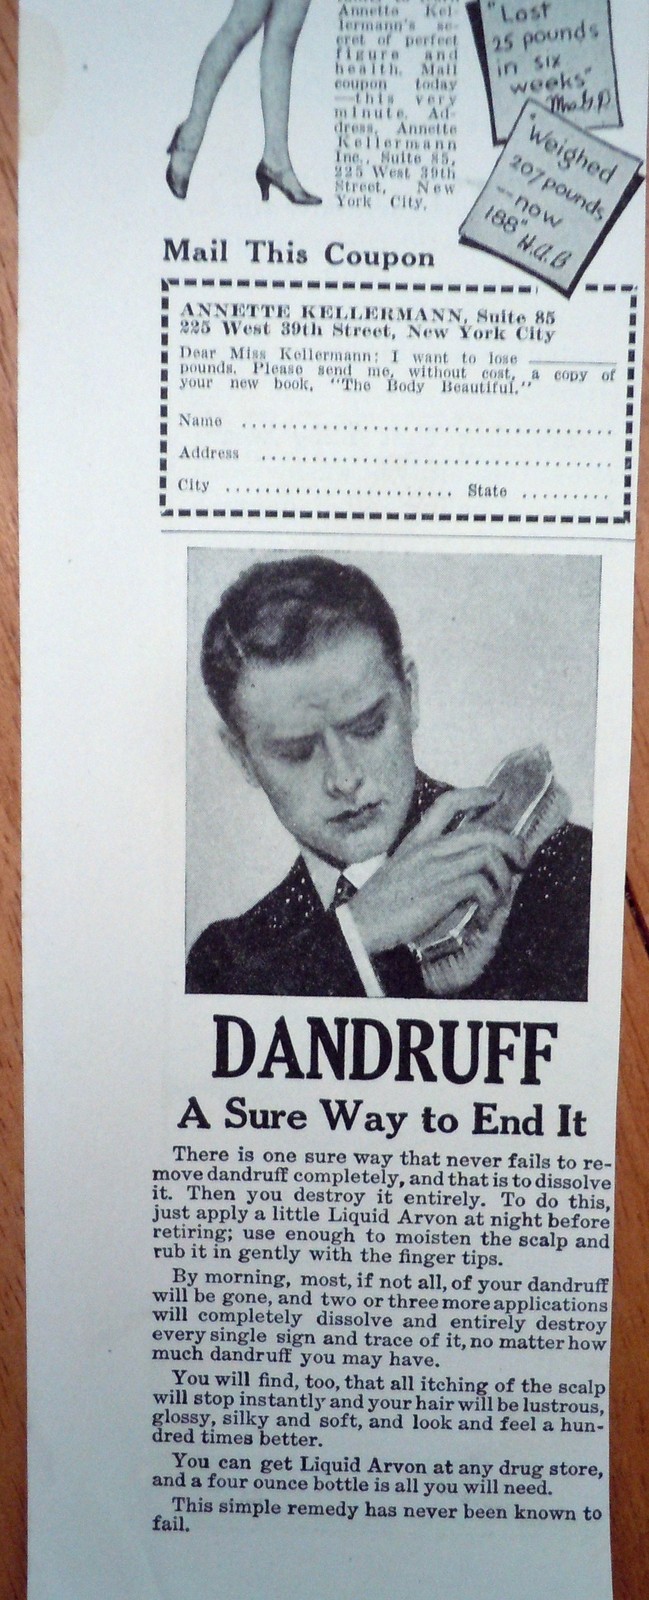 Annette Kel-
lermann's se-
cret of perfect
figure and
health. Mail
coupon today
—this very
minute. Ad-
dress, Annette
Kellermann
Inc., Suite 85,
225 West 39th
Street, New
York City.
"Lost
25 pounds
in six
weeks"
"Weighed
207 pounds
--now
188"
H.A.B
Mail This Coupon
ANNETTE KELLERMANN, Suite 85
225 West 39th Street, New York City
Dear Miss Kellermann: I want to lose
pounds. Please send me, without cost, a copy of
your new book, "The Body Beautiful."
Name
Address
City State
DANDRUFF
A Sure Way to End It
There is one sure way that never fails to re-
move dandruff completely, and that is to dissolve
it. Then you destroy it entirely. To do this,
just apply a little Liquid Arvon at night before
retiring; use enough to moisten the scalp and
rub it in gently with the finger tips.
By morning, most, if not all, of your dandruff
will be gone, and two or three more applications
will completely dissolve and entirely destroy
every single sign and trace of it, no matter how
much dandruff you may have.
You will find, too, that all itching of the scalp
will stop instantly and your hair will be lustrous,
glossy, silky and soft, and look and feel a hun-
dred times better.
You can get Liquid Arvon at any drug store,
and a four ounce bottle is all you will need.
This simple remedy has never been known to
fail.